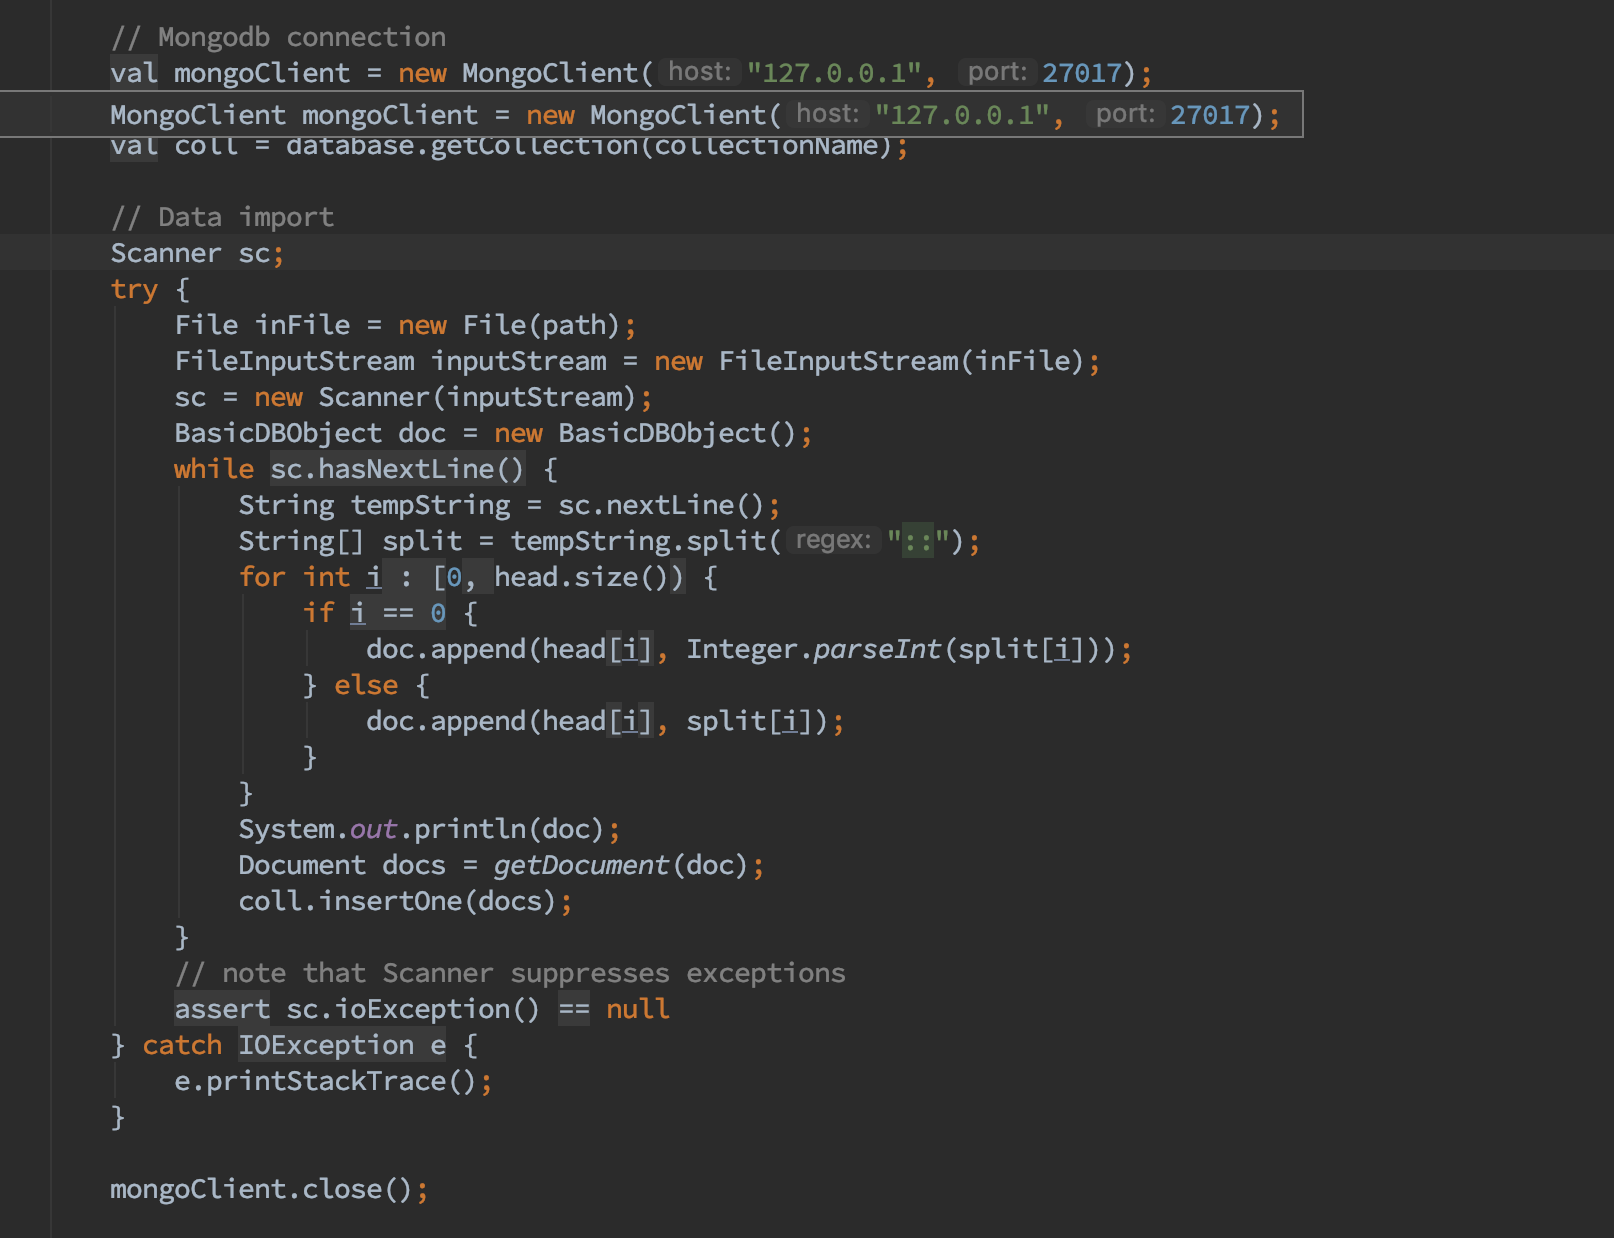 // Mongodb connection
val mongoClient = new MongoClient( host: "127.0.0.1", port: 27017);
MongoClient mongoClient = new MongoClient( host: "127.0.0.1", port: 27017);
val coll = database.getCollection(collectionName);
// Data import
Scanner sc;
try {
File inFile = new File(path);
FileInputStream inputStream = new FileInputStream(inFile);
sc = new Scanner(inputStream);
BasicDBObject doc = new BasicDBObject();
while sc.hasNextLine() {
String tempString = sc.nextLine();
String[] split = tempString.split( regex: "::");
for int i : [0, head.size()) {
if i == 0 {
doc.append(head[i], Integer.parseInt(split[i]));
} else {
doc.append(head[i], split[i]);
}
}
System.out.println(doc);
Document docs = getDocument(doc);
coll.insertOne(docs);
}
// note that Scanner suppresses exceptions
assert sc.ioException() == null
} catch IOException e {
e.printStackTrace();
}
mongoClient.close();